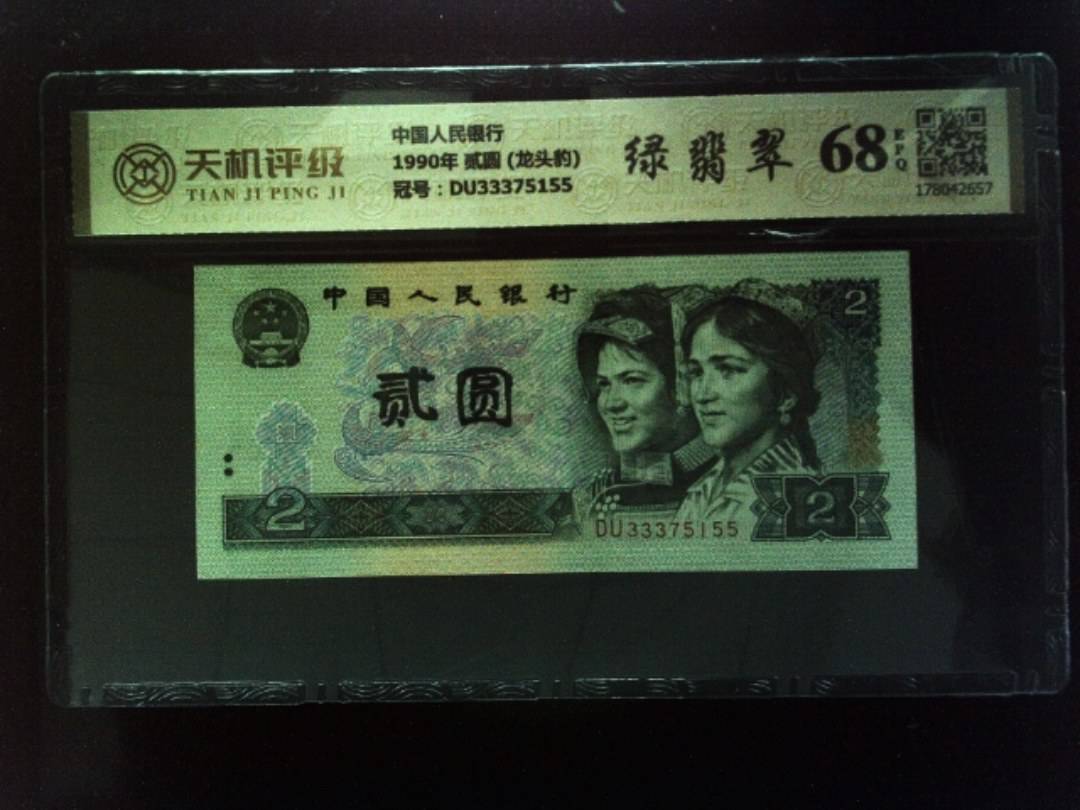 天机评级
TIAN JI PING JI
中国人民银行
1990年 贰圆 (龙头豹)
冠号：DU33375155
绿翡翠
68
EPQ
178042657
中国人民银行
2
贰圆
2
DU33375155
2